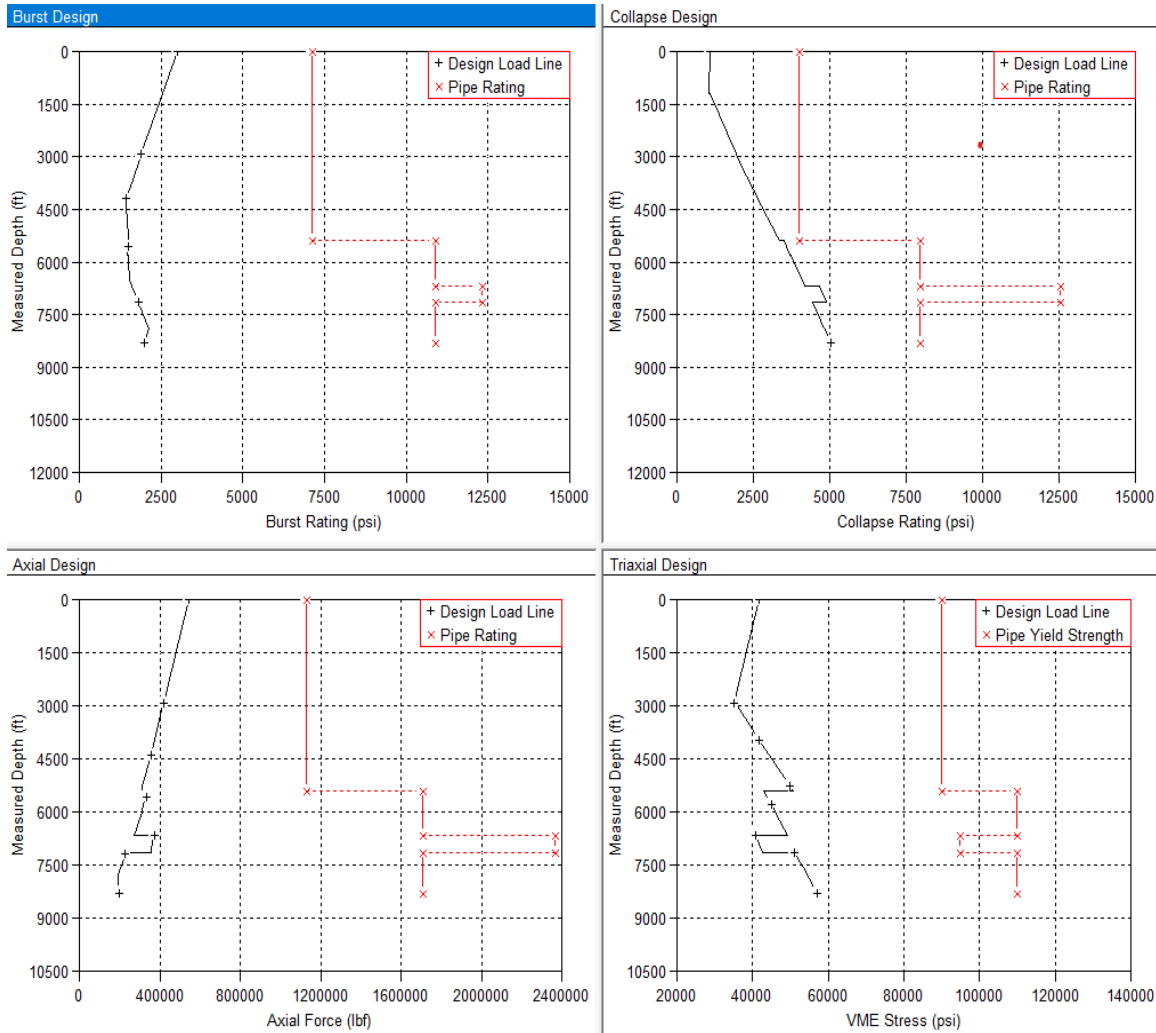 Burst Design
0
1500
3000
4500
6000
7500
9000
10500
12000
Measured Depth (ft)
+ Design Load Line
× Pipe Rating
0 2500 5000 7500 10000 12500 15000
Burst Rating (psi)
Collapse Design
0
1500
3000
4500
6000
7500
9000
10500
12000
Measured Depth (ft)
+ Design Load Line
× Pipe Rating
0 2500 5000 7500 10000 12500 15000
Collapse Rating (psi)
Axial Design
0
1500
3000
4500
6000
7500
9000
10500
Measured Depth (ft)
+ Design Load Line
× Pipe Rating
0 400000 800000 1200000 1600000 2000000 2400000
Axial Force (lbf)
Triaxial Design
0
1500
3000
4500
6000
7500
9000
10500
Measured Depth (ft)
+ Design Load Line
× Pipe Yield Strength
20000 40000 60000 80000 100000 120000 140000
VME Stress (psi)